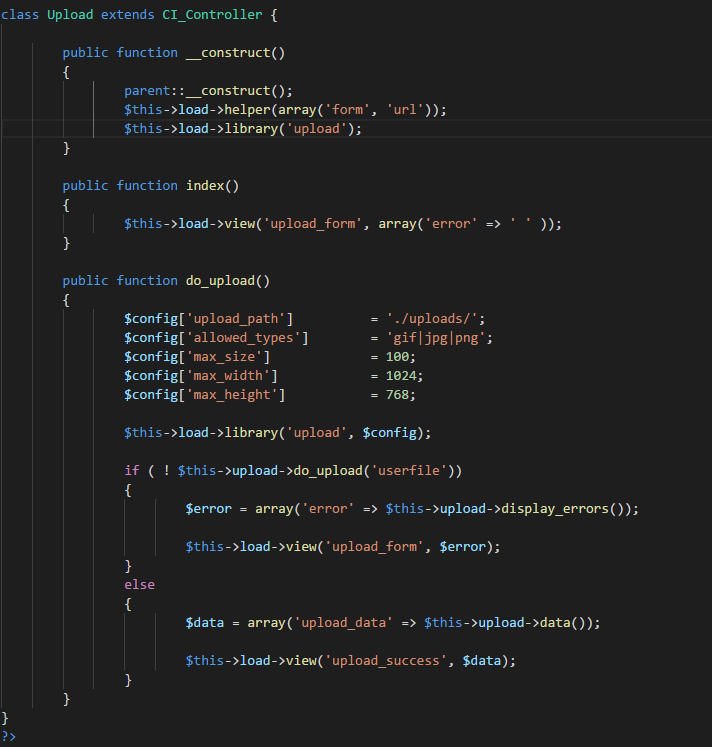 class Upload extends CI_Controller {
public function __construct()
{
parent::__construct();
$this->load->helper(array('form', 'url'));
$this->load->library('upload');
}
public function index()
{
$this->load->view('upload_form', array('error' => ' ' ));
}
public function do_upload()
{
$config['upload_path']          = './uploads/';
$config['allowed_types']        = 'gif|jpg|png';
$config['max_size']             = 100;
$config['max_width']            = 1024;
$config['max_height']           = 768;
$this->load->library('upload', $config);
if ( ! $this->upload->do_upload('userfile'))
{
$error = array('error' => $this->upload->display_errors());
$this->load->view('upload_form', $error);
}
else
{
$data = array('upload_data' => $this->upload->data());
$this->load->view('upload_success', $data);
}
}
}
?>